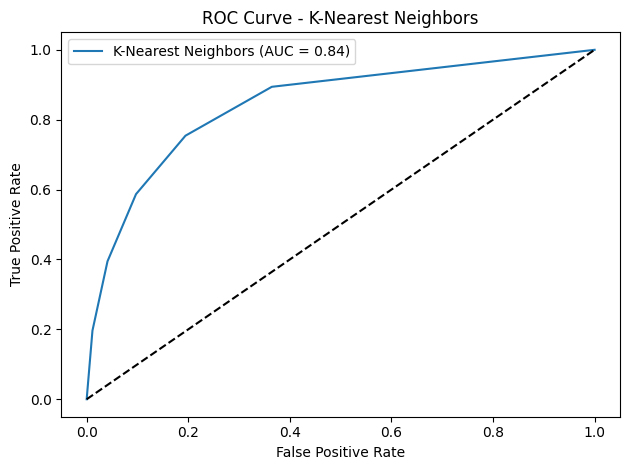 ROC Curve - K-Nearest Neighbors
K-Nearest Neighbors (AUC = 0.84)
True Positive Rate
1.0
0.8
0.6
0.4
0.2
0.0
0.0 0.2 0.4 0.6 0.8 1.0
False Positive Rate